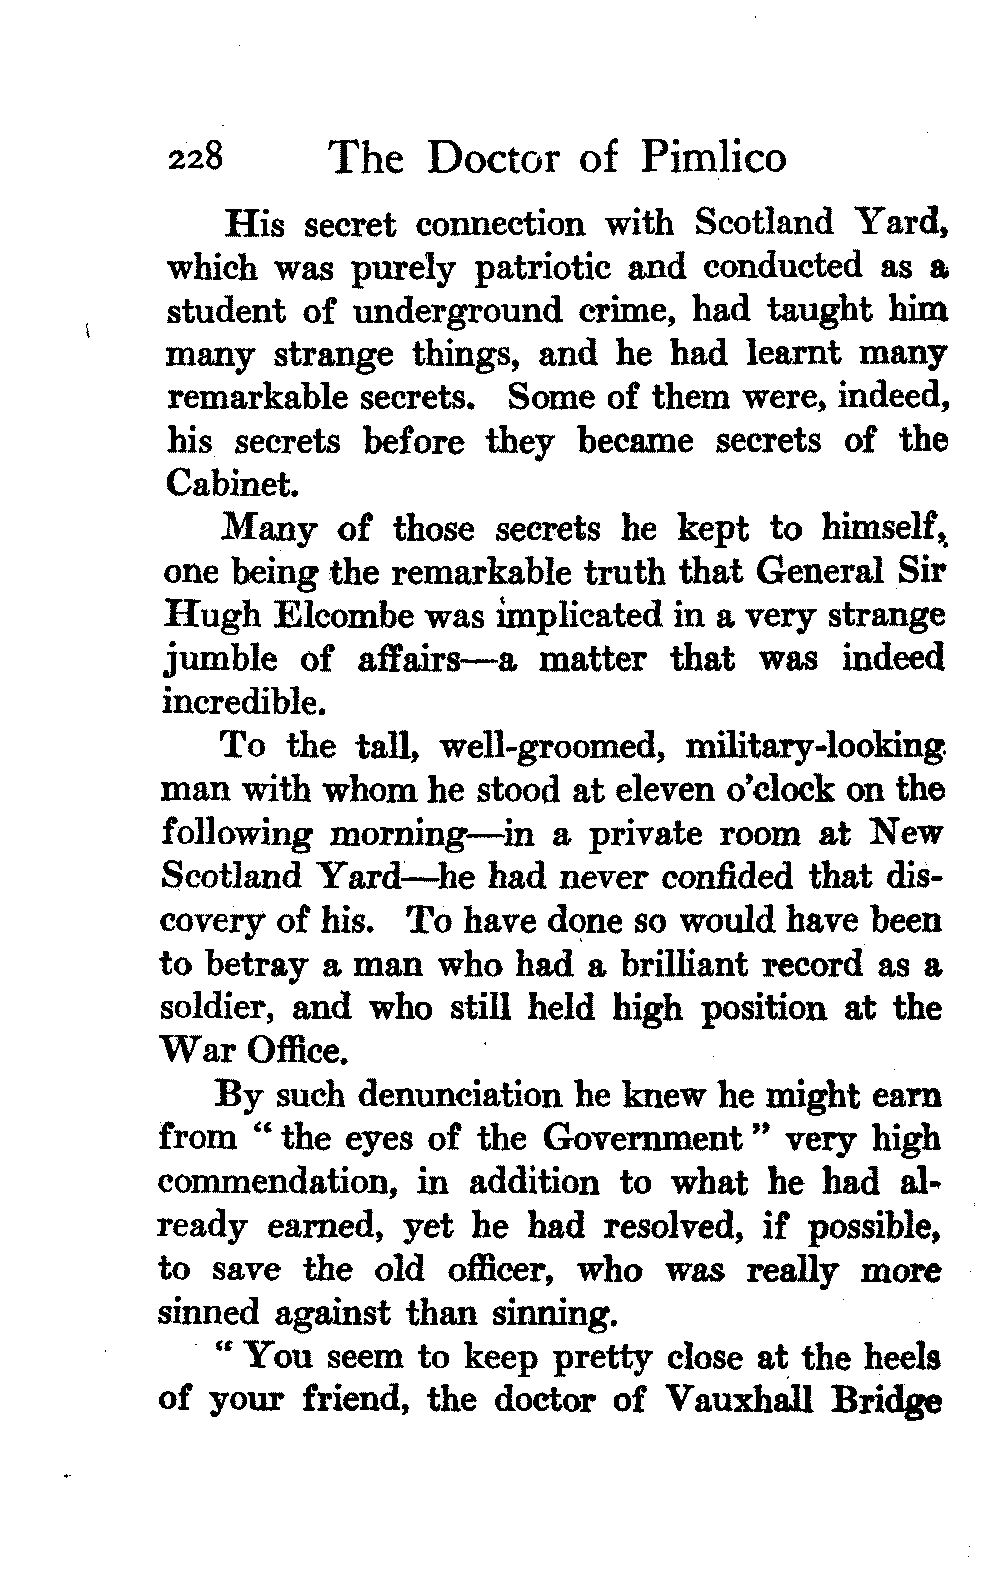 228 The Doctor of Pimlico
His secret connection with Scotland Yard,
which was purely patriotic and conducted as a
student of underground crime, had taught him
many strange things, and he had learnt many
remarkable secrets. Some of them were, indeed,
his secrets before they became secrets of the
Cabinet.
Many of those secrets he kept to himself,
one being the remarkable truth that General Sir
Hugh Elcombe was implicated in a very strange
jumble of affairs—a matter that was indeed
incredible.
To the tall, well-groomed, military-looking
man with whom he stood at eleven o'clock on the
following morning—in a private room at New
Scotland Yard—he had never confided that dis-
covery of his. To have done so would have been
to betray a man who had a brilliant record as a
soldier, and who still held high position at the
War Office.
By such denunciation he knew he might earn
from “ the eyes of the Government ” very high
commendation, in addition to what he had al-
ready earned, yet he had resolved, if possible,
to save the old officer, who was really more
sinned against than sinning.
“ You seem to keep pretty close at the heels
of your friend, the doctor of Vauxhall Bridge